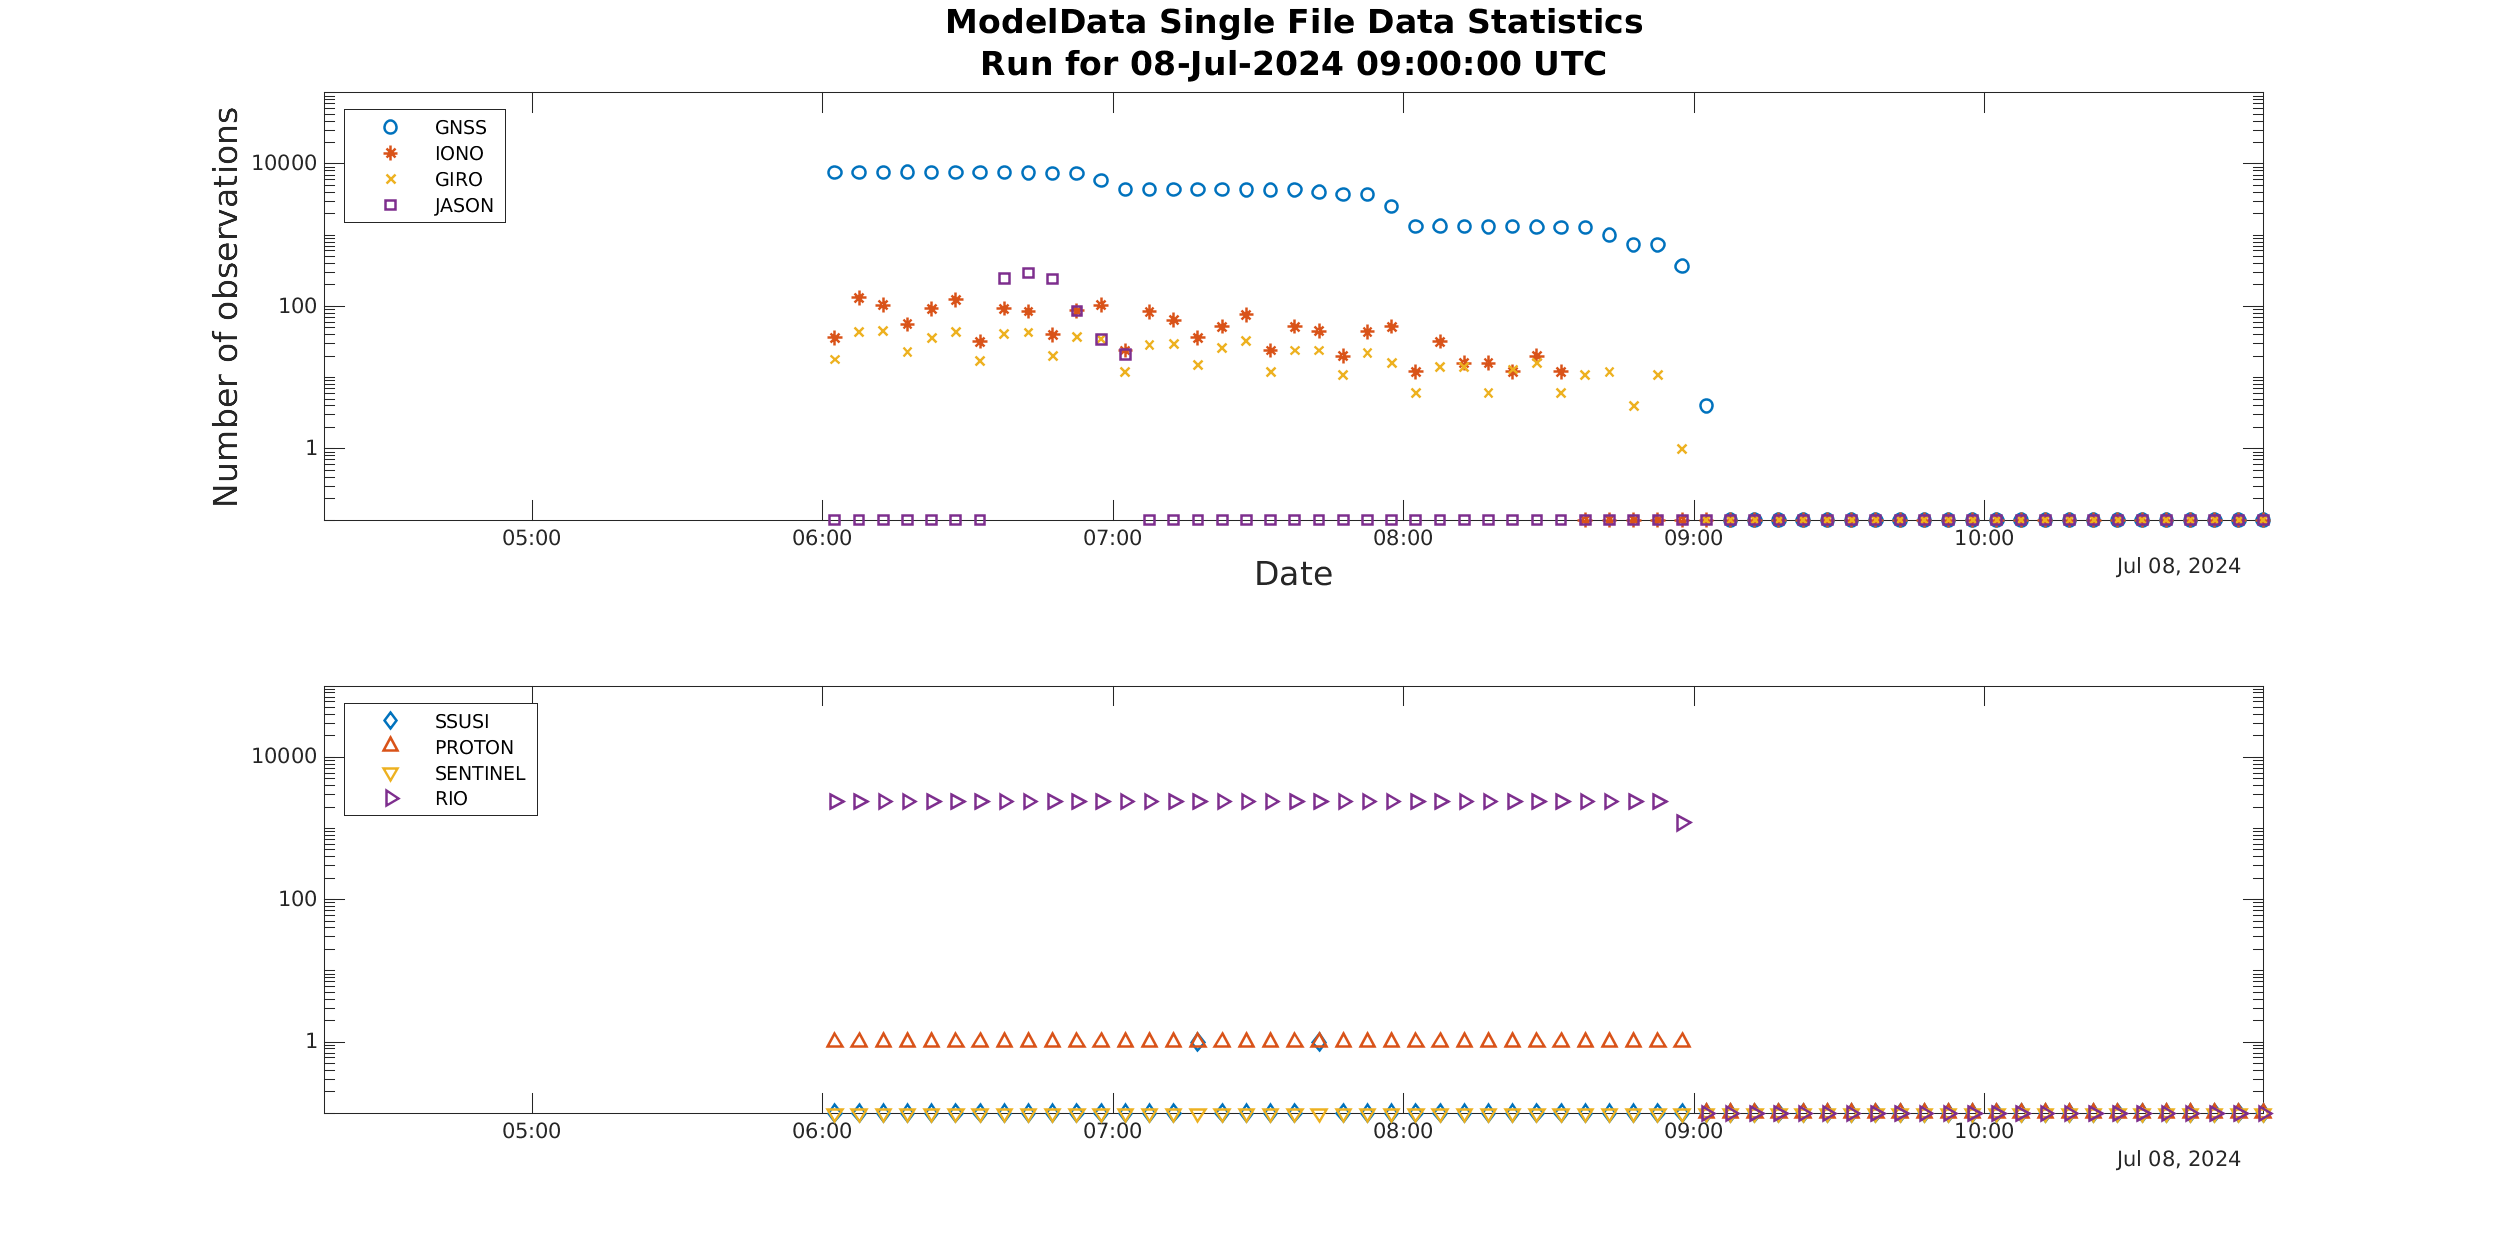 ModelData Single File Data Statistics
Run for 08-Jul-2024 09:00:00 UTC
Number of observations
10000
100
1
GNSS
IONO
GIRO
JASON
05:00 06:00 07:00 08:00 09:00 10:00
Date
Jul 08, 2024
10000
100
1
SSUSI
PROTON
SENTINEL
RIO
05:00 06:00 07:00 08:00 09:00 10:00
Jul 08, 2024